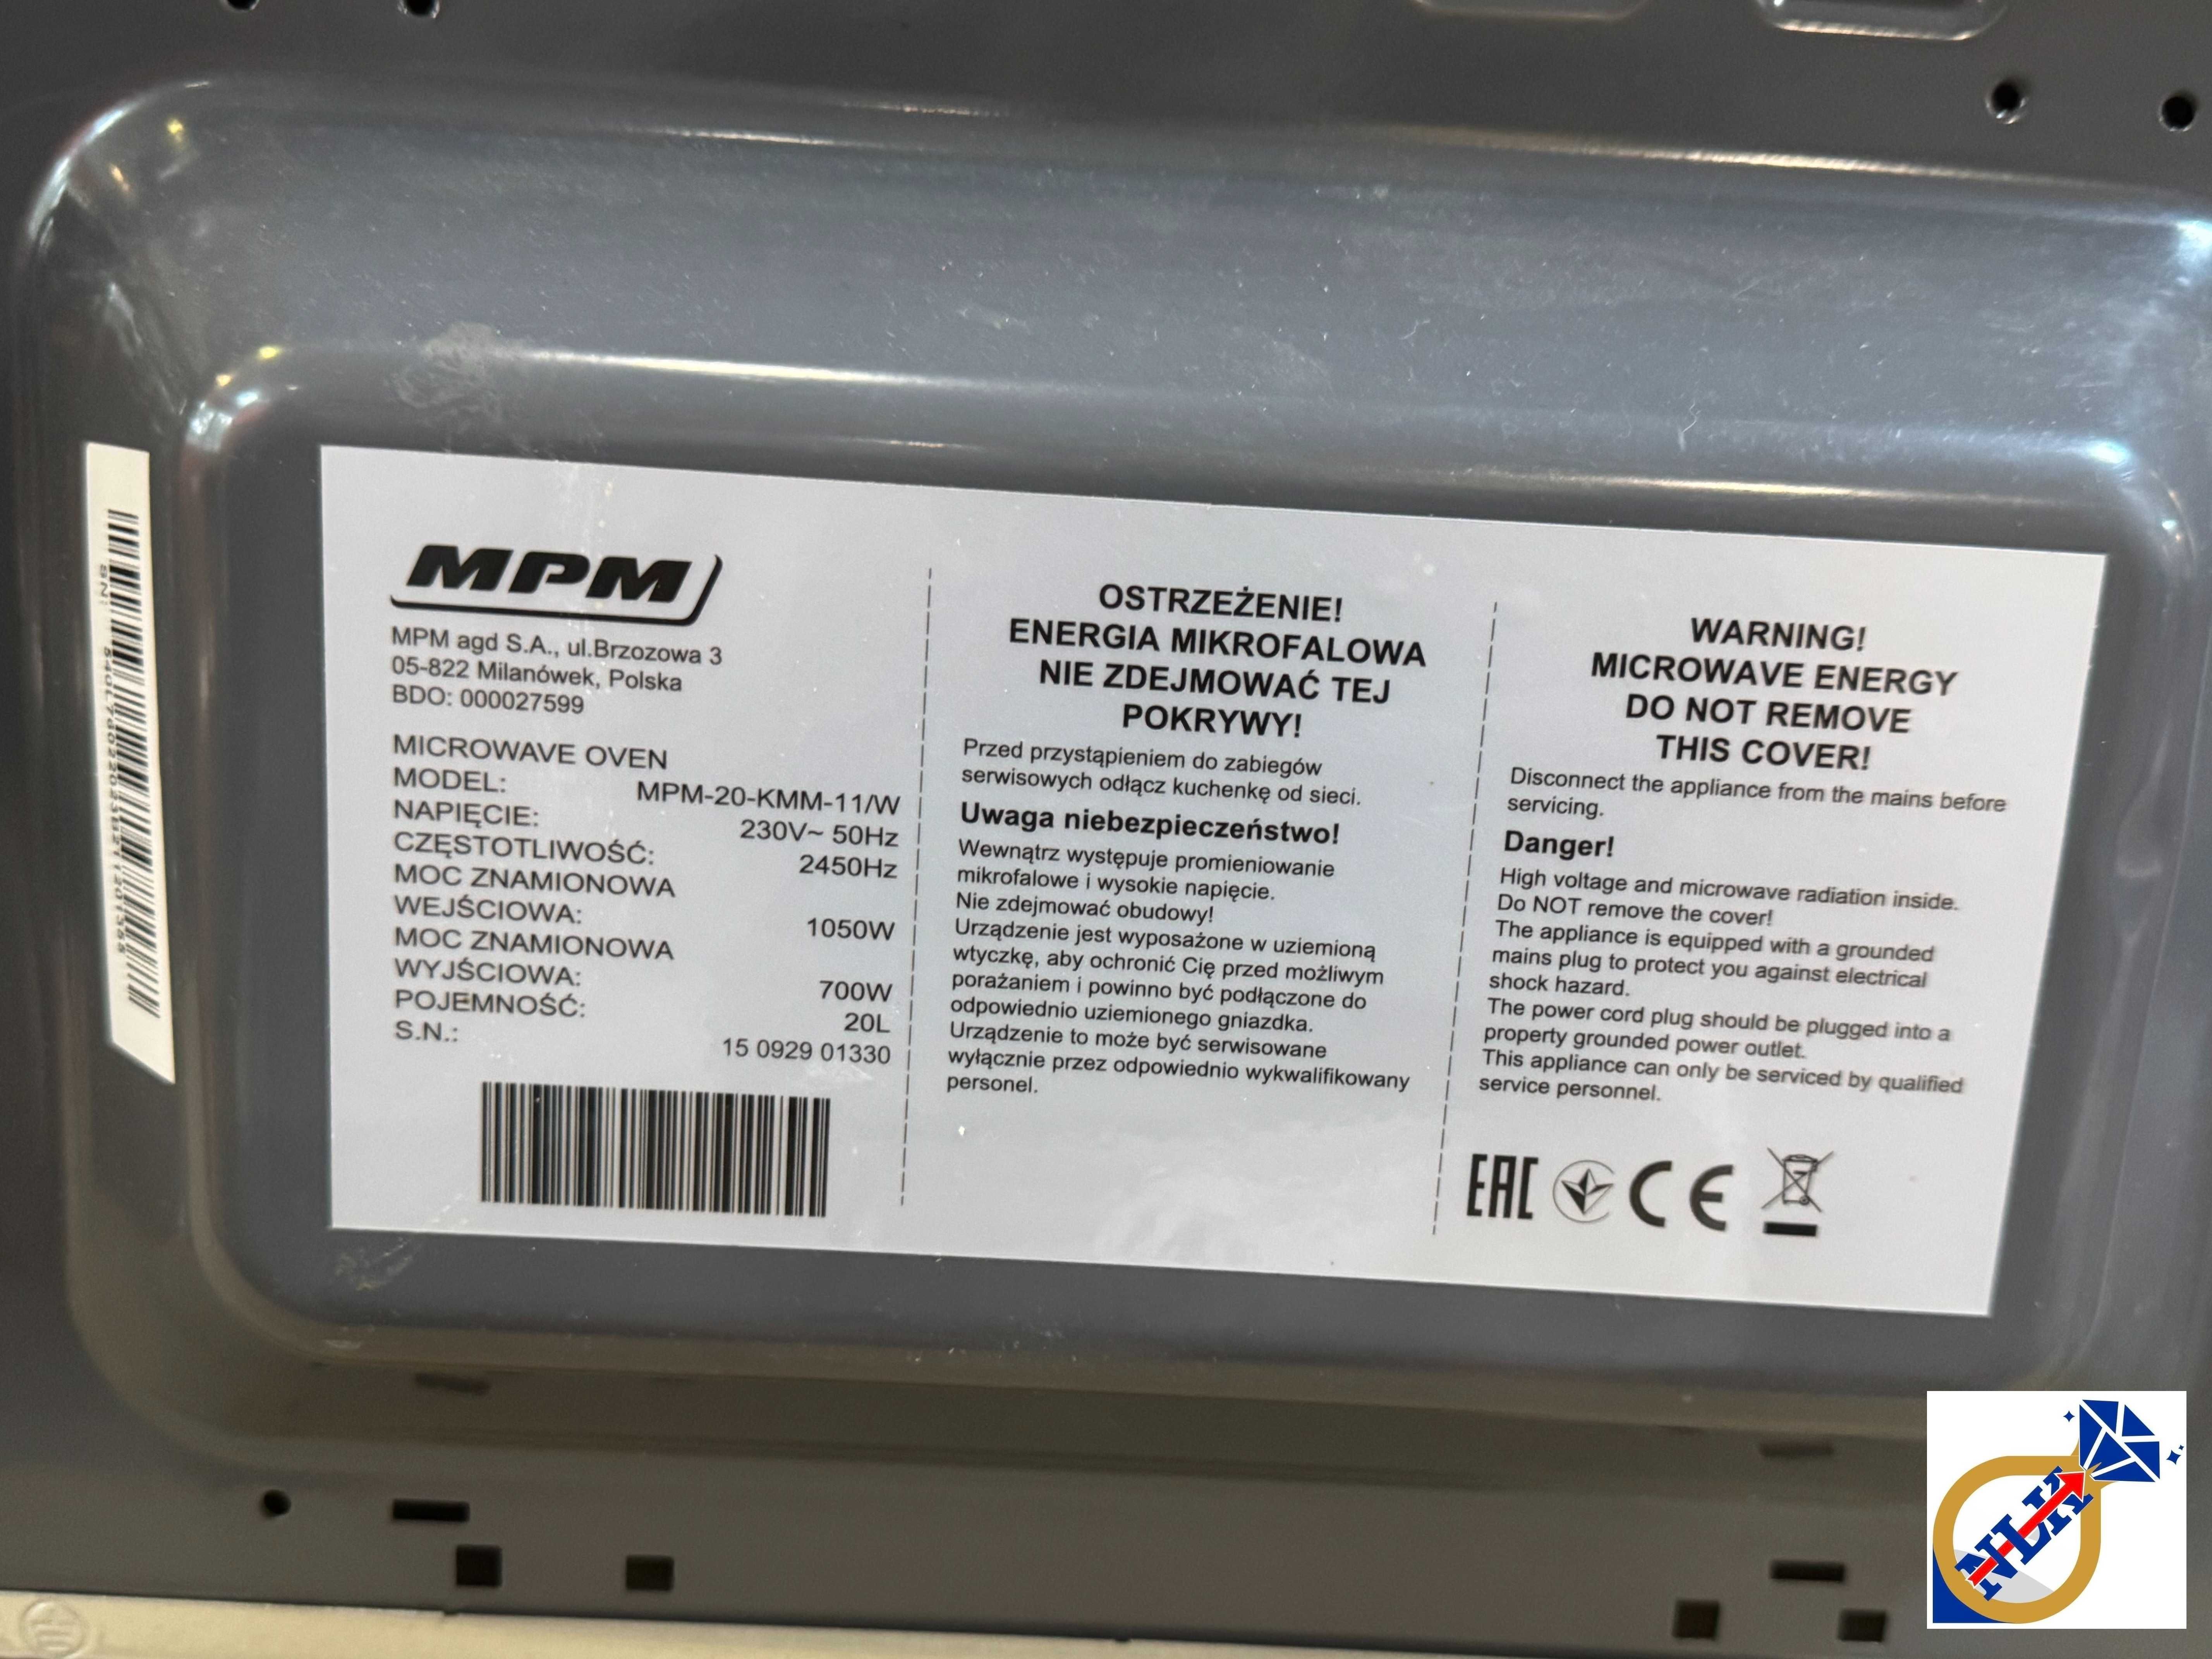 MPM
MPM agd S.A., ul.Brzozowa 3
05-822 Milanówek, Polska
BDO: 000027599
MICROWAVE OVEN
MODEL: MPM-20-KMM-11/W
NAPIĘCIE: 230V~ 50Hz
CZĘSTOTLIWOŚĆ: 2450Hz
MOC ZNAMIONOWA
WEJŚCIOWA: 1050W
MOC ZNAMIONOWA
WYJŚCIOWA: 700W
POJEMNOŚĆ: 20L
S.N.: 15 0929 01330
OSTRZEŻENIE!
ENERGIA MIKROFALOWA
NIE ZDEJMOWAĆ TEJ
POKRYWY!
Przed przystąpieniem do zabiegów
serwisowych odłącz kuchenkę od sieci.
Uwaga niebezpieczeństwo!
Wewnątrz występuje promieniowanie
mikrofalowe i wysokie napięcie.
Nie zdejmować obudowy!
Urządzenie jest wyposażone w uziemioną
wtyczkę, aby ochronić Cię przed możliwym
porażaniem i powinno być podłączone do
odpowiednio uziemionego gniazdka.
Urządzenie to może być serwisowane
wyłącznie przez odpowiednio wykwalifikowany
personel.
WARNING!
MICROWAVE ENERGY
DO NOT REMOVE
THIS COVER!
Disconnect the appliance from the mains before
servicing.
Danger!
High voltage and microwave radiation inside.
Do NOT remove the cover!
The appliance is equipped with a grounded
mains plug to protect you against electrical
shock hazard.
The power cord plug should be plugged into a
property grounded power outlet.
This appliance can only be serviced by qualified
service personnel.
EAC CE
SN:
NLK